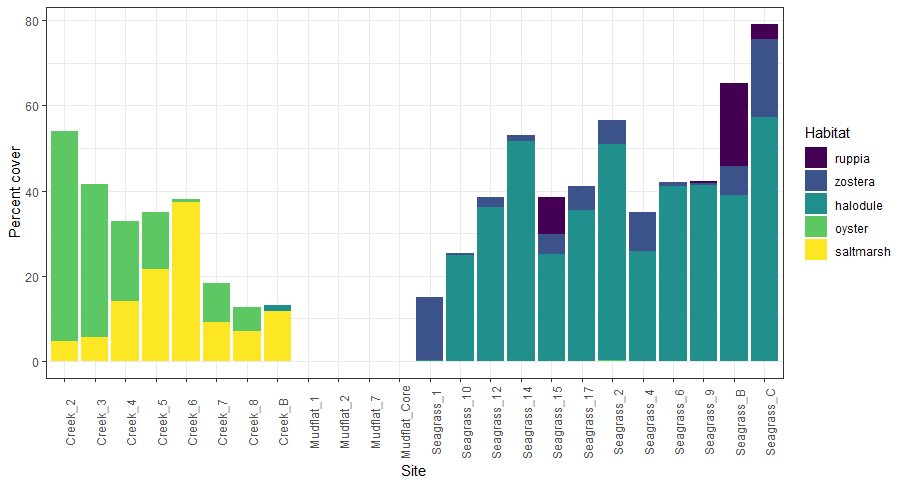 80
60
40
20
0
Percent cover
Creek_2
Creek_3
Creek_4
Creek_5
Creek_6
Creek_7
Creek_8
Creek_B
Mudflat_1
Mudflat_2
Mudflat_7
Mudflat_Core
Seagrass_1
Seagrass_10
Seagrass_12
Seagrass_14
Seagrass_15
Seagrass_17
Seagrass_2
Seagrass_4
Seagrass_6
Seagrass_9
Seagrass_B
Seagrass_C
Site
Habitat
ruppia
zostera
halodule
oyster
saltmarsh